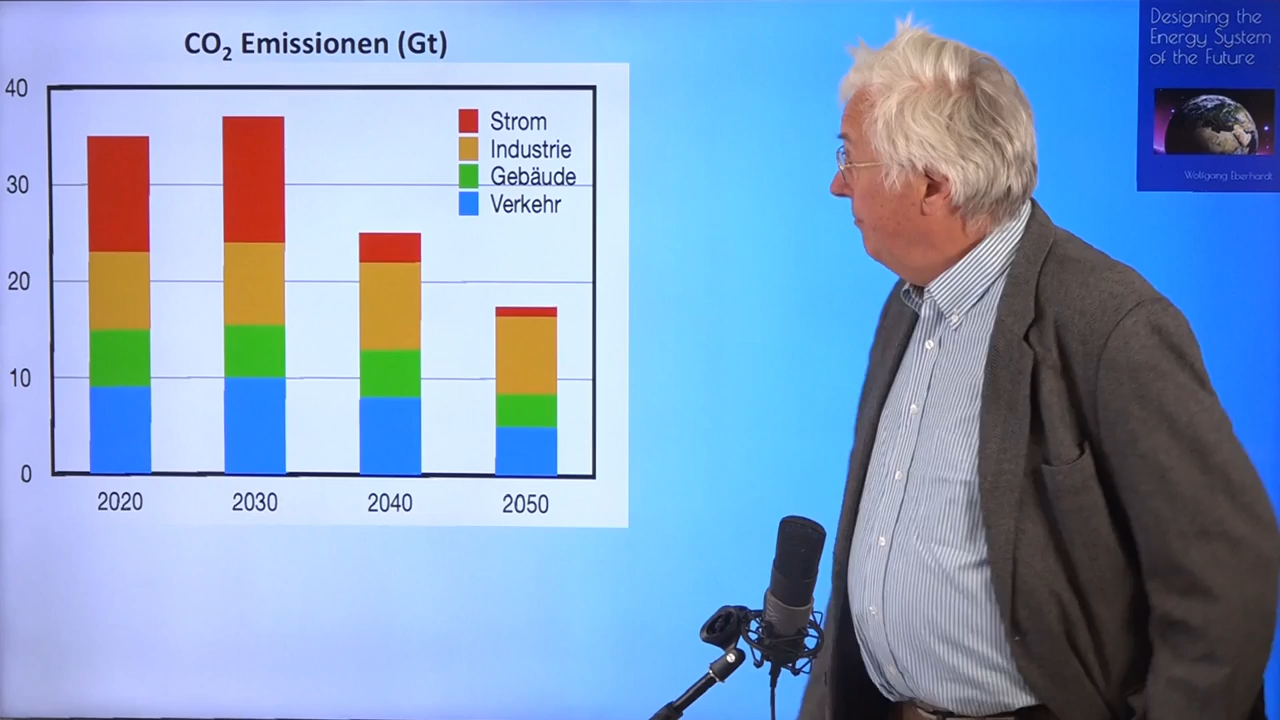 CO₂ Emissionen (Gt)
40
30
20
10
0
Strom
Industrie
Gebäude
Verkehr
2020
2030
2040
2050
Designing the
Energy System
of the Future
Wolfgang Eberhardt